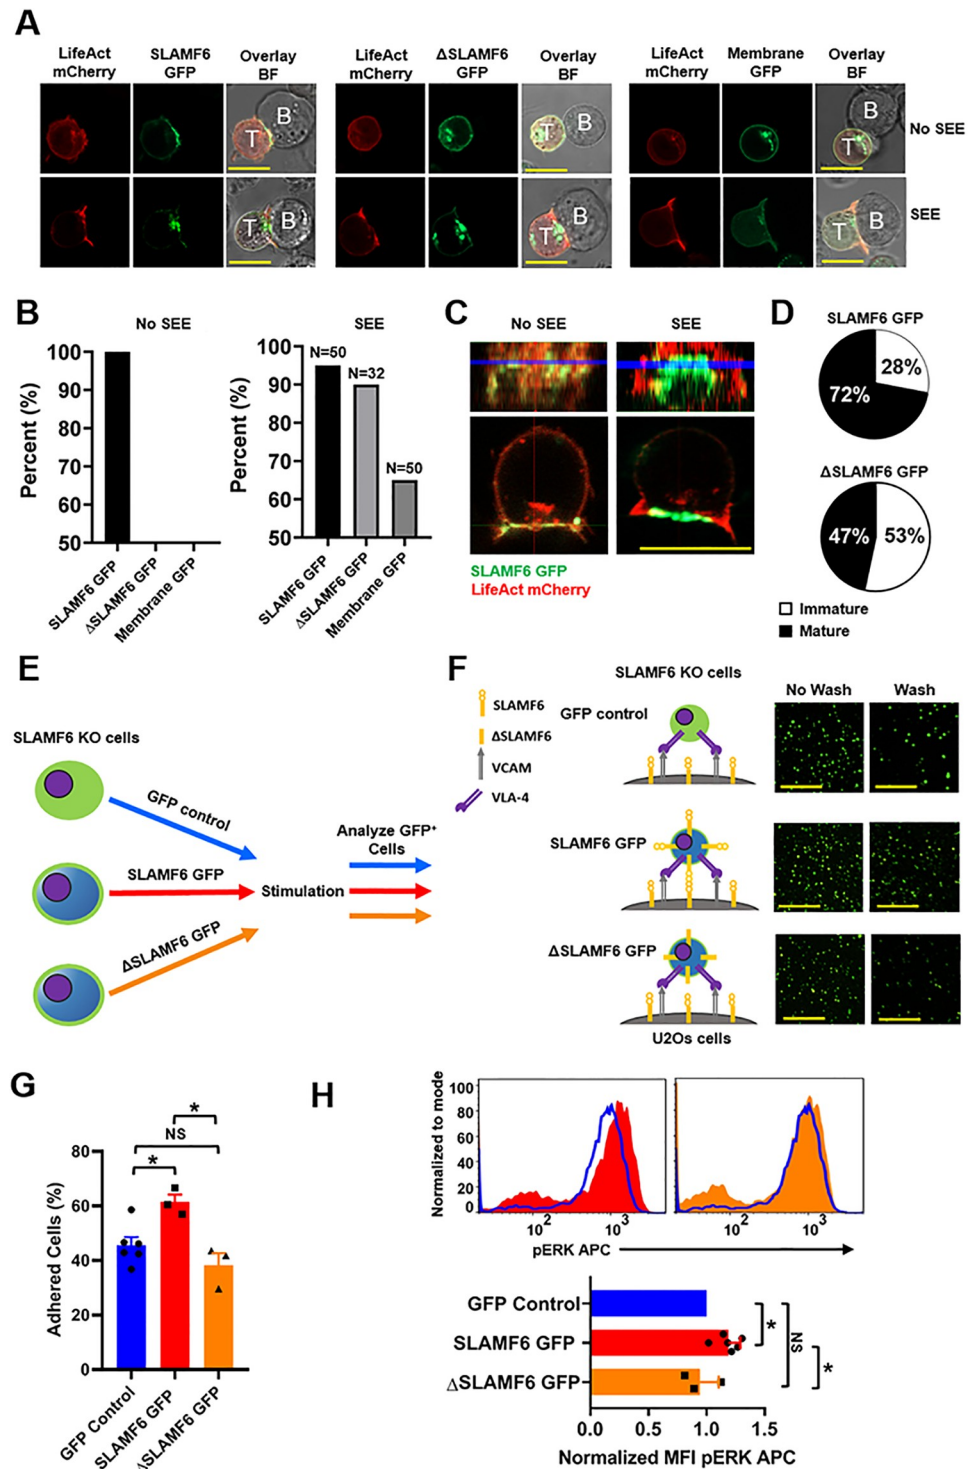 A
LifeAct mCherry
SLAMF6 GFP
Overlay BF
LifeAct mCherry
ΔSLAMF6 GFP
Overlay BF
LifeAct mCherry
Membrane GFP
Overlay BF
T B
T B
T B
No SEE
T B
T B
T B
SEE
B
No SEE
Percent (%)
100
90
80
70
60
50
SLAMF6 GFP
ΔSLAMF6 GFP
Membrane GFP
SEE
Percent (%)
100
90
80
70
60
50
N=50
N=32
N=50
SLAMF6 GFP
ΔSLAMF6 GFP
Membrane GFP
C
No SEE
SEE
SLAMF6 GFP
LifeAct mCherry
D
SLAMF6 GFP
28%
72%
ΔSLAMF6 GFP
47%
53%
Immature
Mature
E
SLAMF6 KO cells
GFP control
SLAMF6 GFP
ΔSLAMF6 GFP
Stimulation
Analyze GFP+ Cells
F
SLAMF6
ΔSLAMF6
VCAM
VLA-4
SLAMF6 KO cells
GFP control
SLAMF6 GFP
ΔSLAMF6 GFP
U2Os cells
No Wash
Wash
G
Adhered Cells (%)
80
60
40
20
0
*
NS
*
GFP Control
SLAMF6 GFP
ΔSLAMF6 GFP
H
Normalized to mode
100
80
60
40
20
0
10²
10³
10²
10³
pERK APC
GFP Control
SLAMF6 GFP
ΔSLAMF6 GFP
*
NS
*
0.0
0.5
1.0
1.5
Normalized MFI pERK APC